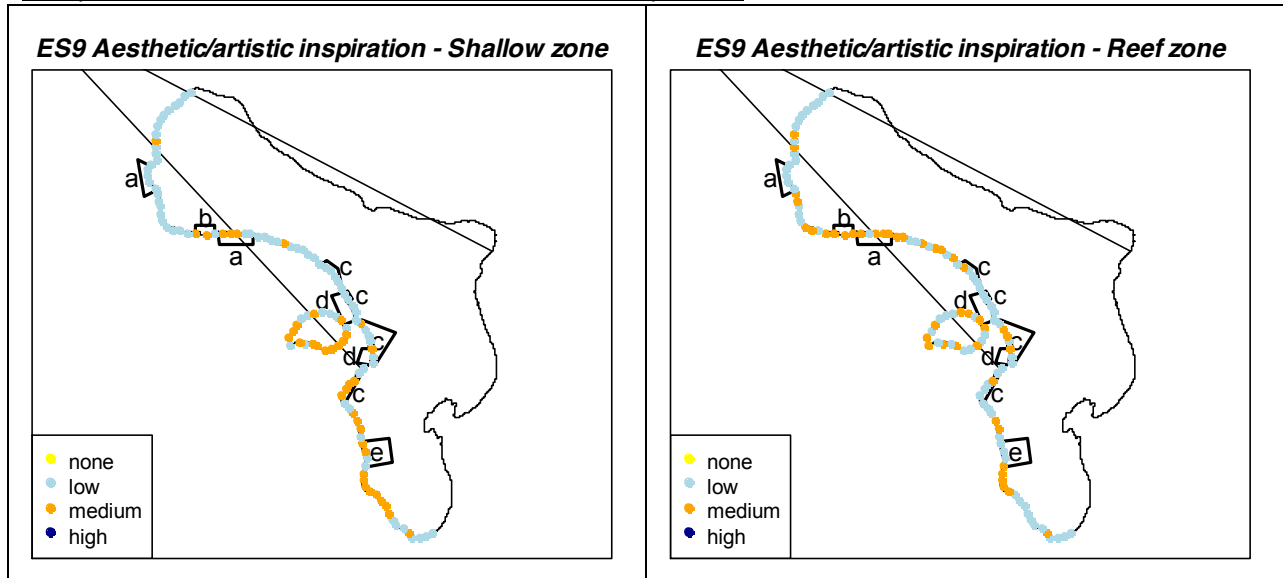 ES9 Aesthetic/artistic inspiration - Shallow zone
a
b
a
c
d
c
c
d
c
e
none
low
medium
high
ES9 Aesthetic/artistic inspiration - Reef zone
a
b
a
c
d
c
c
d
c
e
none
low
medium
high